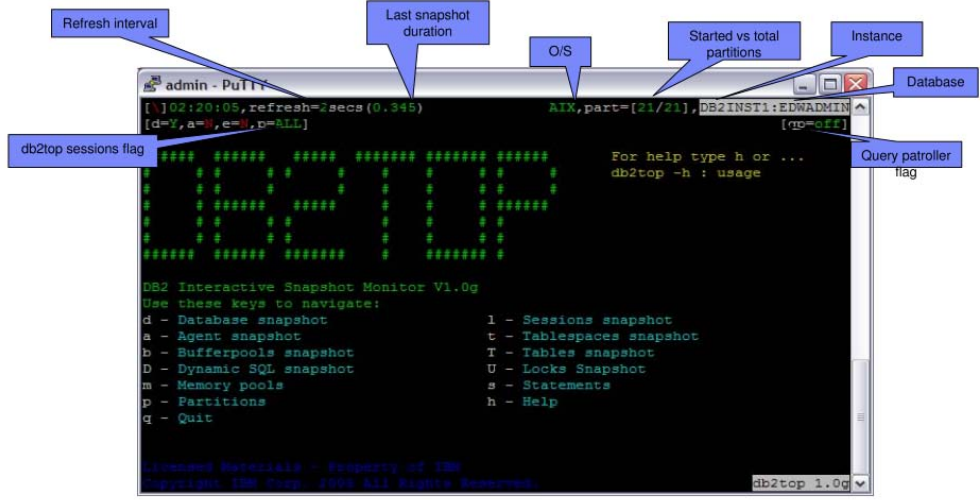 Refresh interval
Last snapshot
duration
O/S
Started vs total
partitions
Instance
Database
admin - PuTTY
[\]02:20:05,refresh=2secs(0.345) AIX,part=[21/21],DB2INST1:EDWADMIN
[d=Y,a=N,e=N,p=ALL] [qp=off]
db2top sessions flag
Query patroller
flag
For help type h or ...
db2top -h : usage
DB2TOP
DB2 Interactive Snapshot Monitor V1.0g
Use these keys to navigate:
d - Database snapshot l - Sessions snapshot
a - Agent snapshot t - Tablespaces snapshot
b - Bufferpools snapshot T - Tables snapshot
D - Dynamic SQL snapshot U - Locks Snapshot
m - Memory pools s - Statements
p - Partitions h - Help
q - Quit
Licensed Materials - Property of IBM
Copyright IBM Corp. 2006 All Rights Reserved.
db2top 1.0g